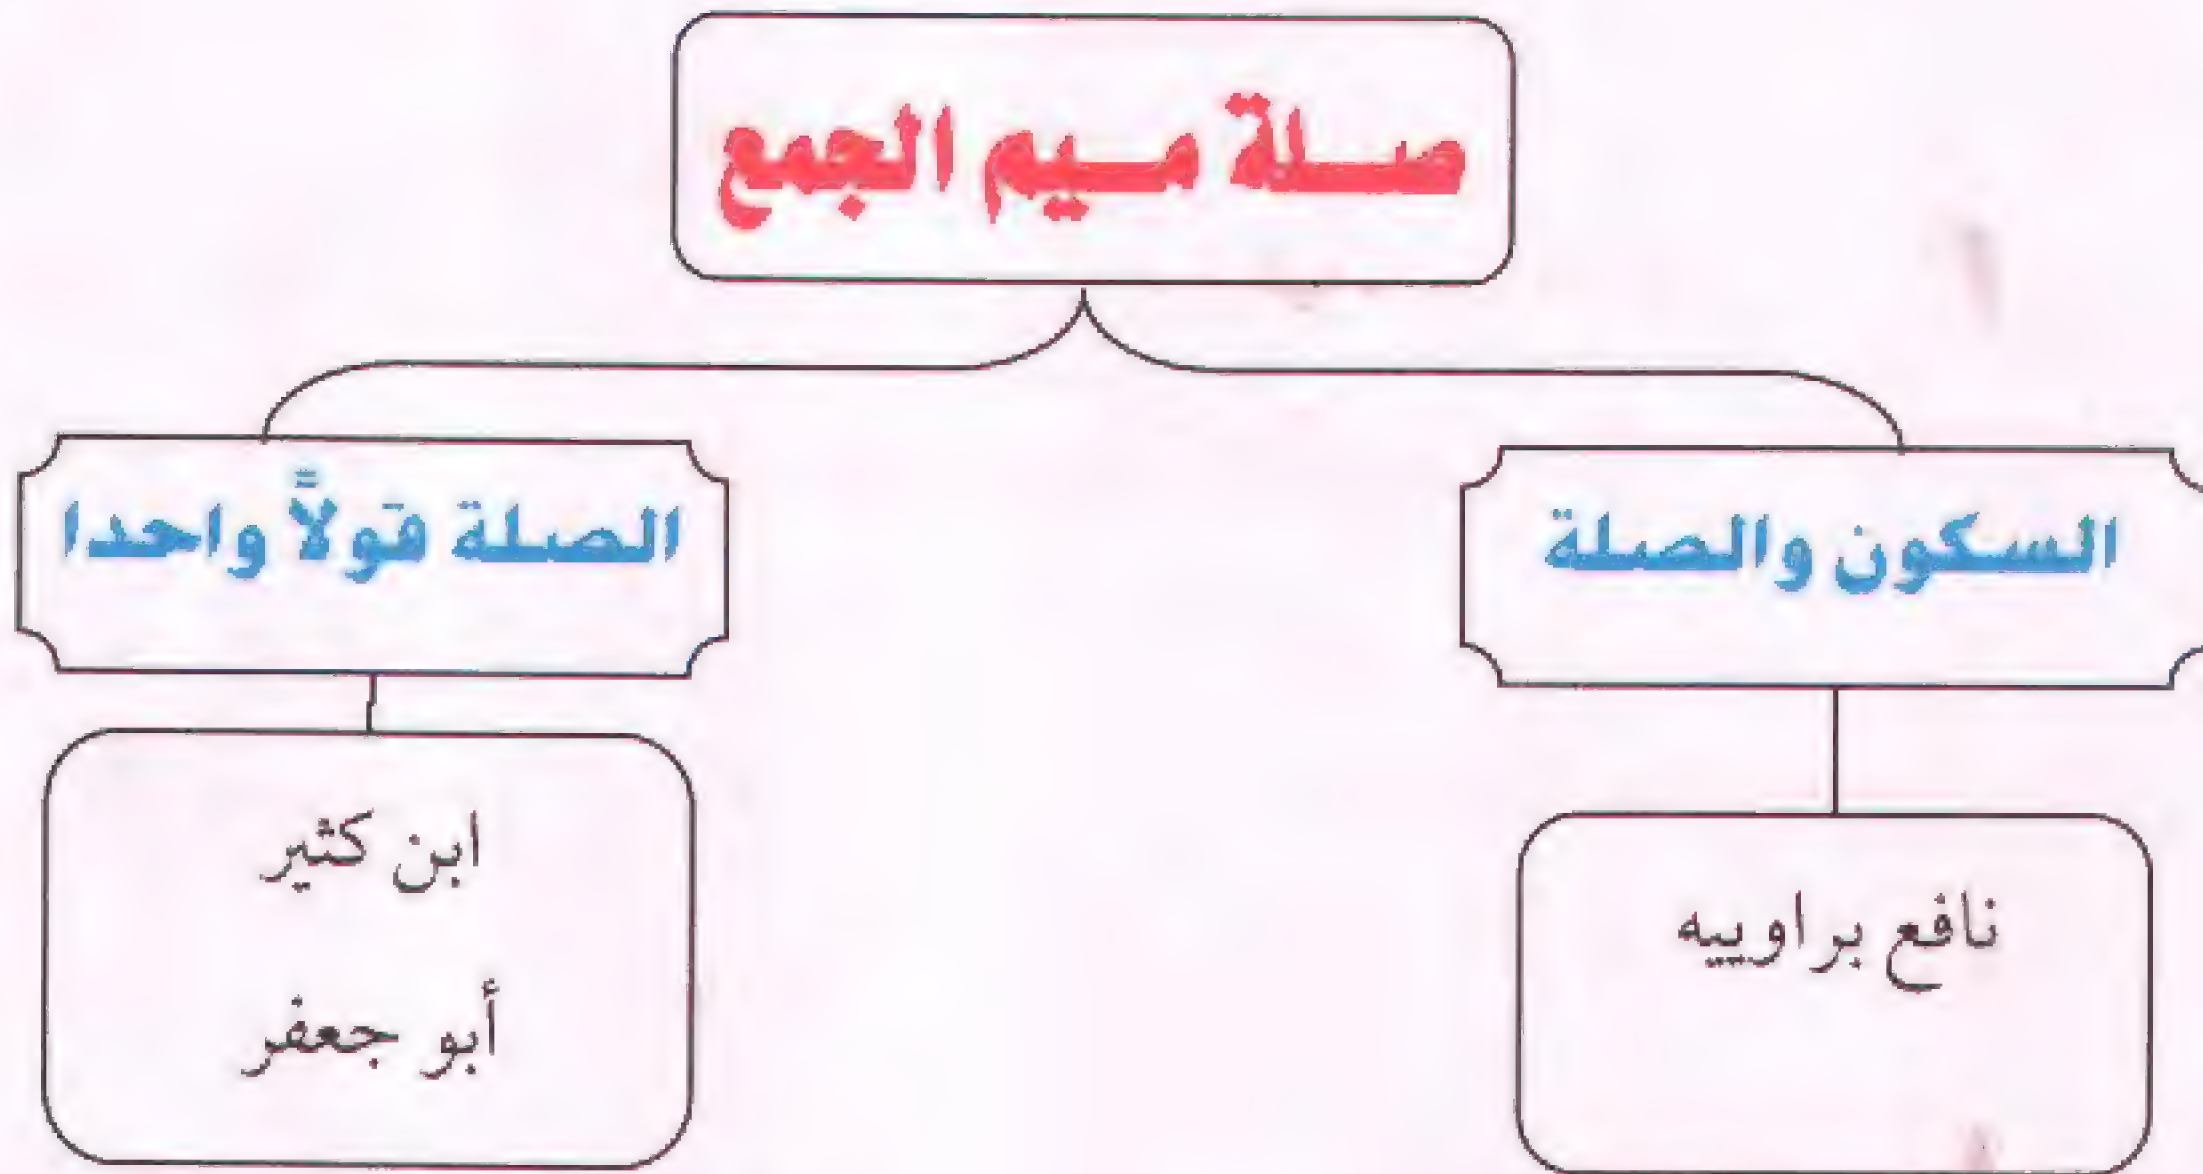 صلة ميم الجمع
السكون والصلة
نافع براوييه
الصلة قولاً واحدا
ابن كثير
أبو جعفر